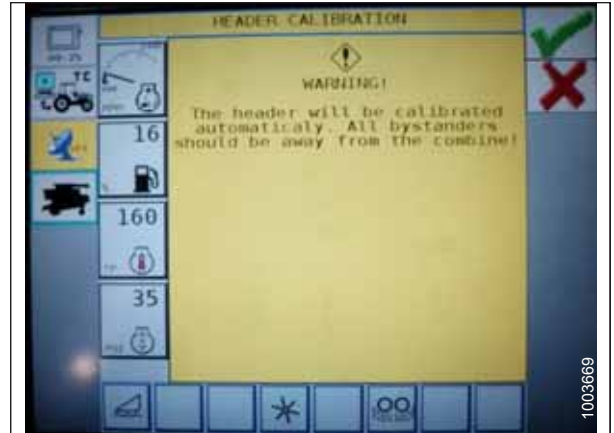 HEADER CALIBRATION
WARNING!
The header will be calibrated
automaticaly. All bystanders
should be away from the combine!
TC
16
160
35
1003669